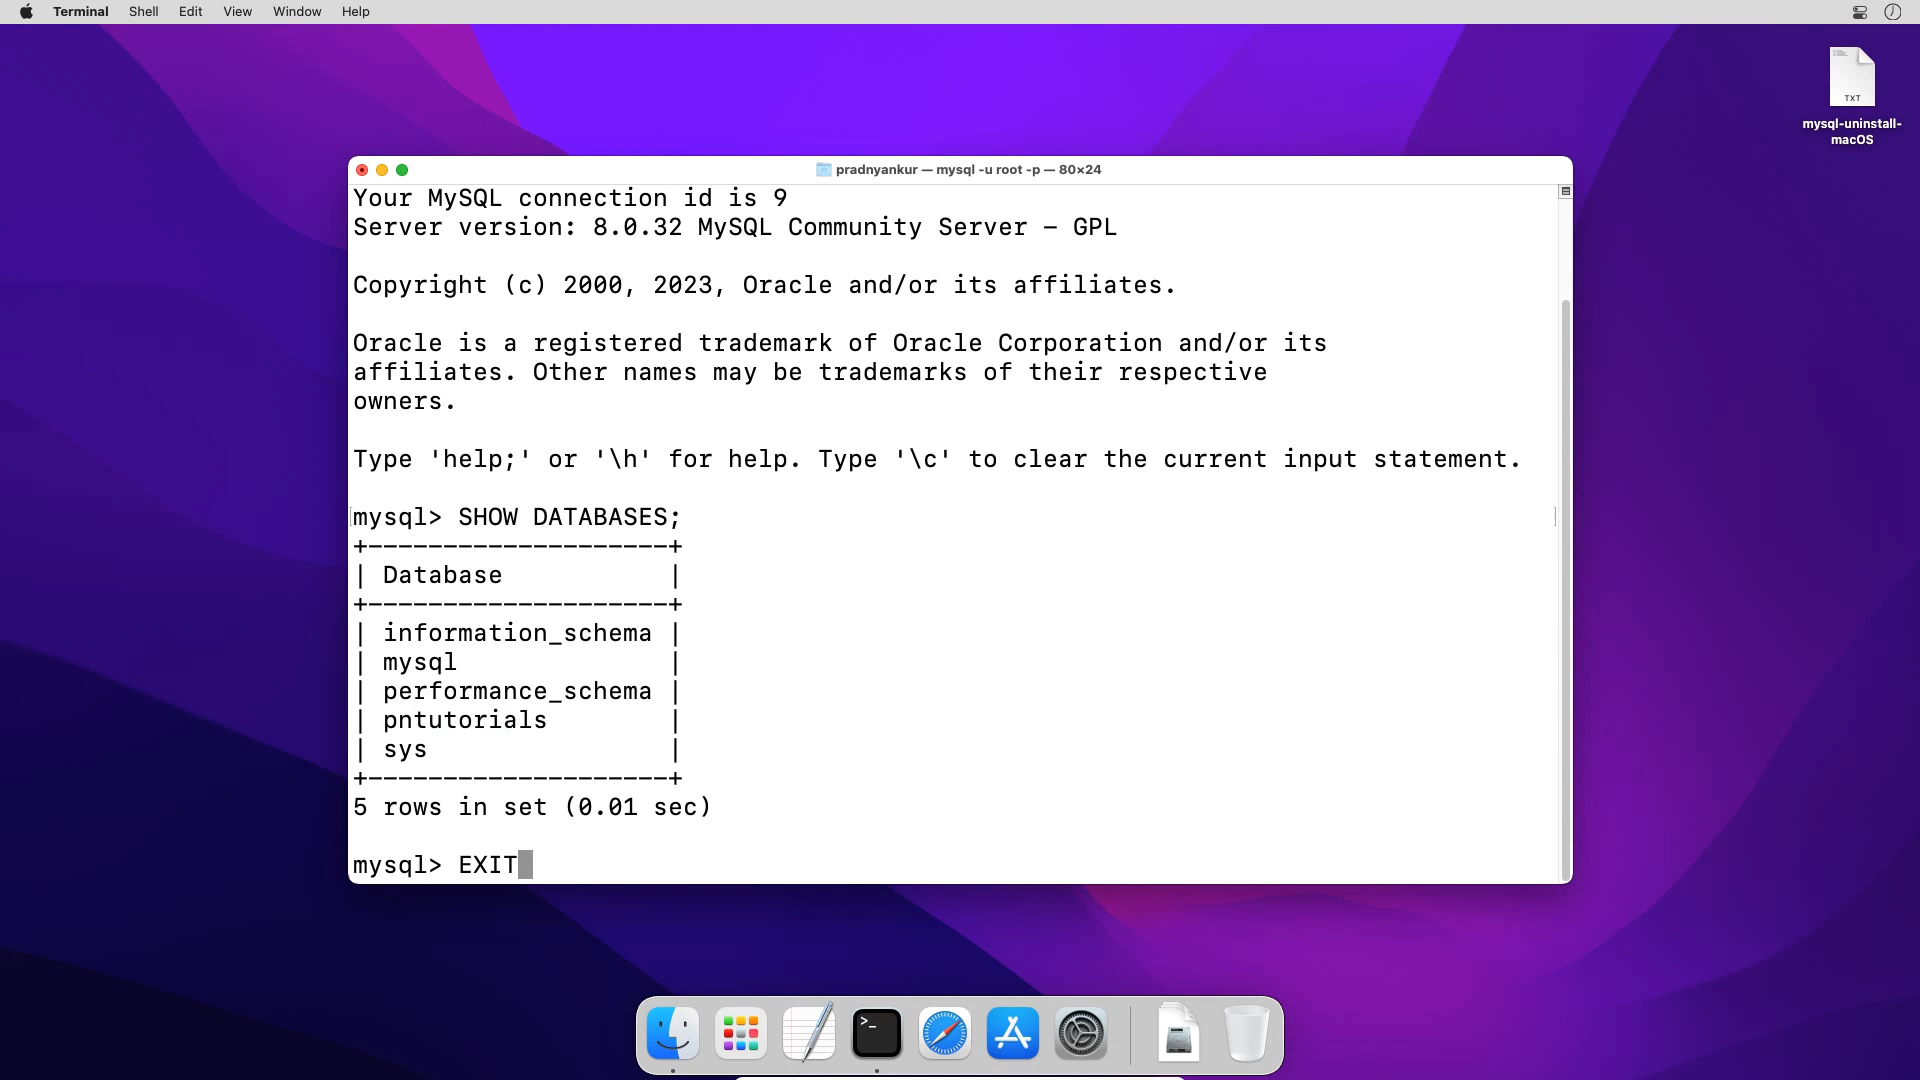 Terminal Shell Edit View Window Help
TXT
mysql-uninstall-
macOS
pradnyankur — mysql -u root -p — 80×24
Your MySQL connection id is 9
Server version: 8.0.32 MySQL Community Server - GPL
Copyright (c) 2000, 2023, Oracle and/or its affiliates.
Oracle is a registered trademark of Oracle Corporation and/or its
affiliates. Other names may be trademarks of their respective
owners.
Type 'help;' or '\h' for help. Type '\c' to clear the current input statement.
mysql> SHOW DATABASES;
+--------------------+
| Database           |
+--------------------+
| information_schema |
| mysql              |
| performance_schema |
| pntutorials        |
| sys                |
+--------------------+
5 rows in set (0.01 sec)
mysql> EXIT
>_